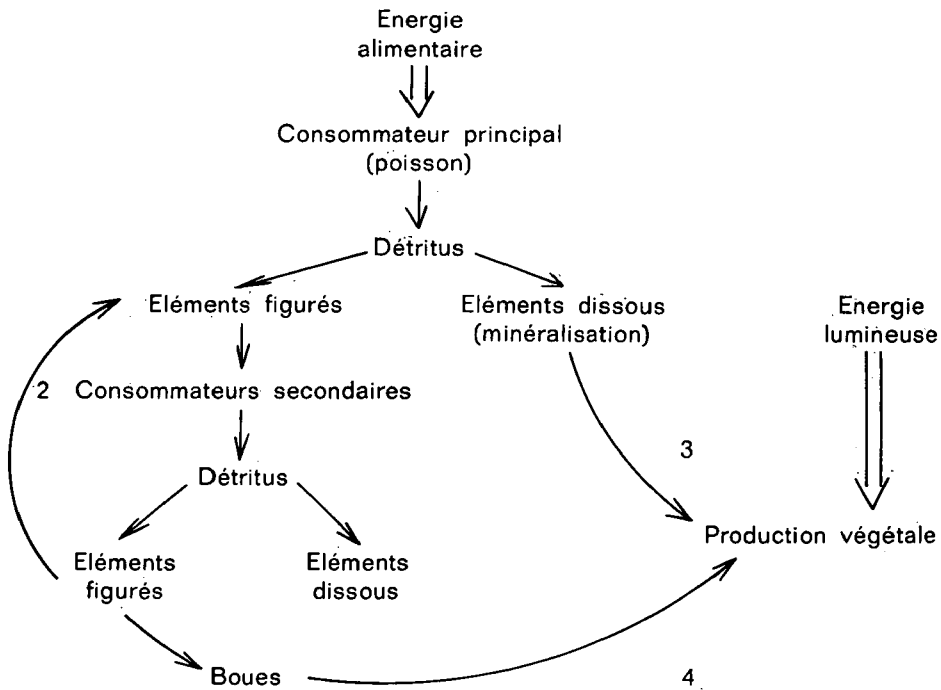 Energie
alimentaire
Consommateur principal
(poisson)
Détritus
Eléments figurés
Eléments dissous
(minéralisation)
Energie
lumineuse
2
Consommateurs secondaires
3
Détritus
Production végétale
Eléments
figurés
Eléments
dissous
Boues
4